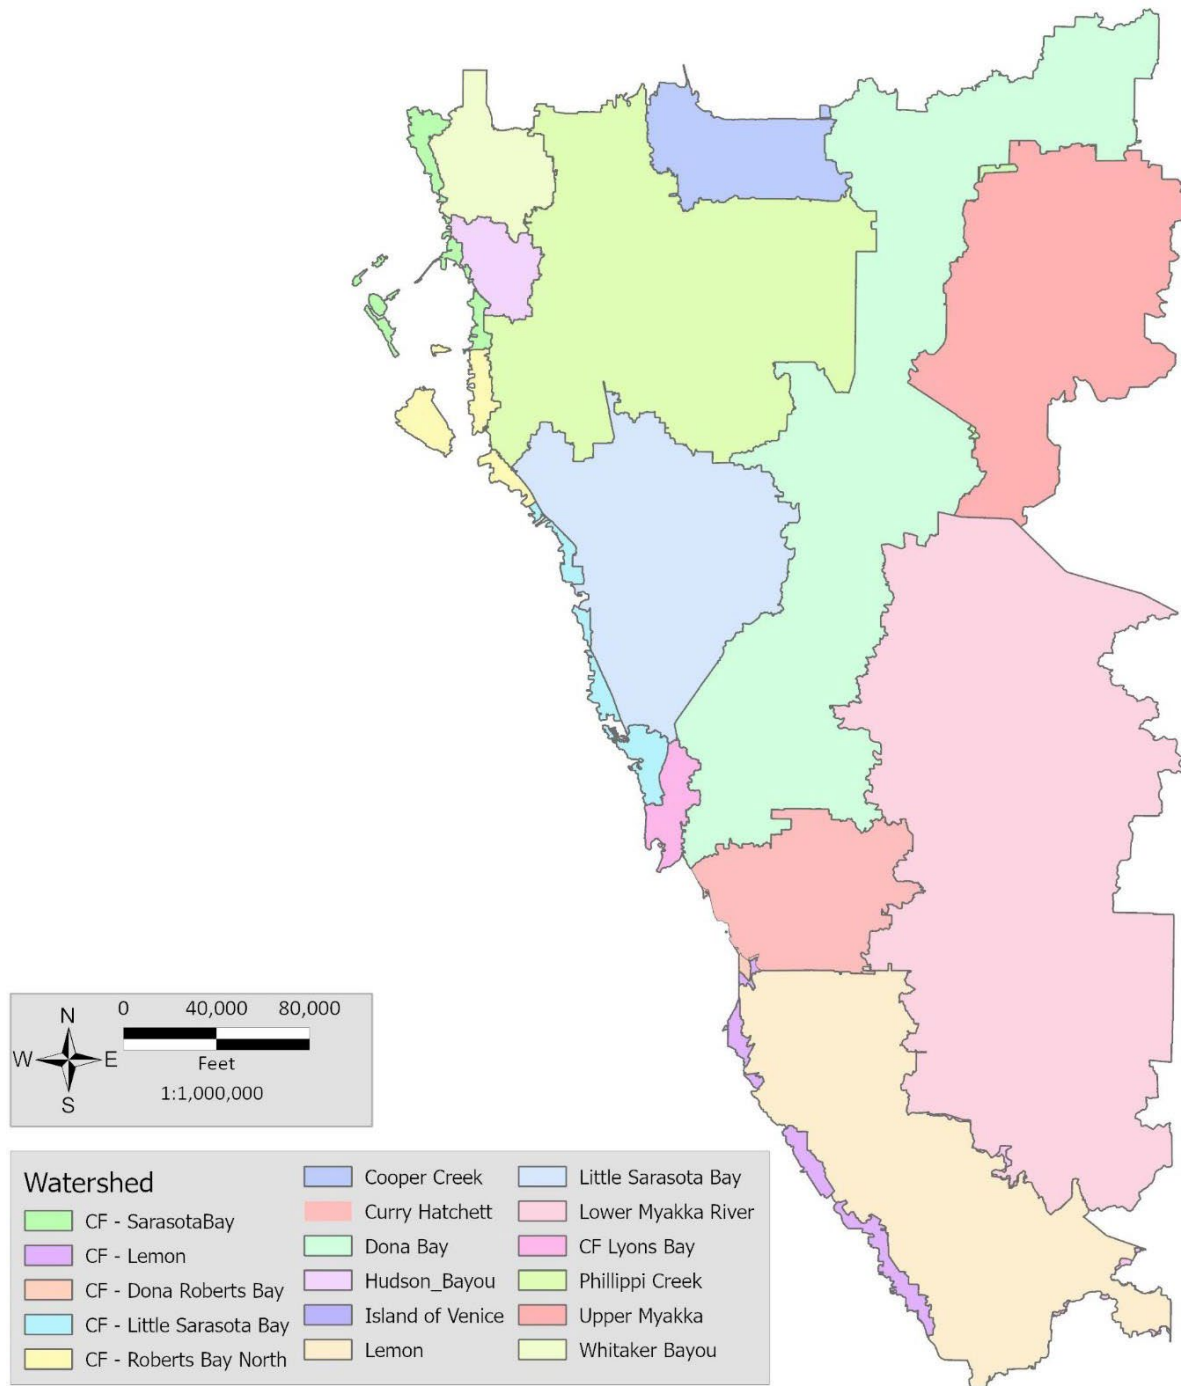 0 40,000 80,000
N
W E
S
Feet
1:1,000,000
Watershed
CF - SarasotaBay
CF - Lemon
CF - Dona Roberts Bay
CF - Little Sarasota Bay
CF - Roberts Bay North
Cooper Creek
Curry Hatchett
Dona Bay
Hudson_Bayou
Island of Venice
Lemon
Little Sarasota Bay
Lower Myakka River
CF Lyons Bay
Phillippi Creek
Upper Myakka
Whitaker Bayou